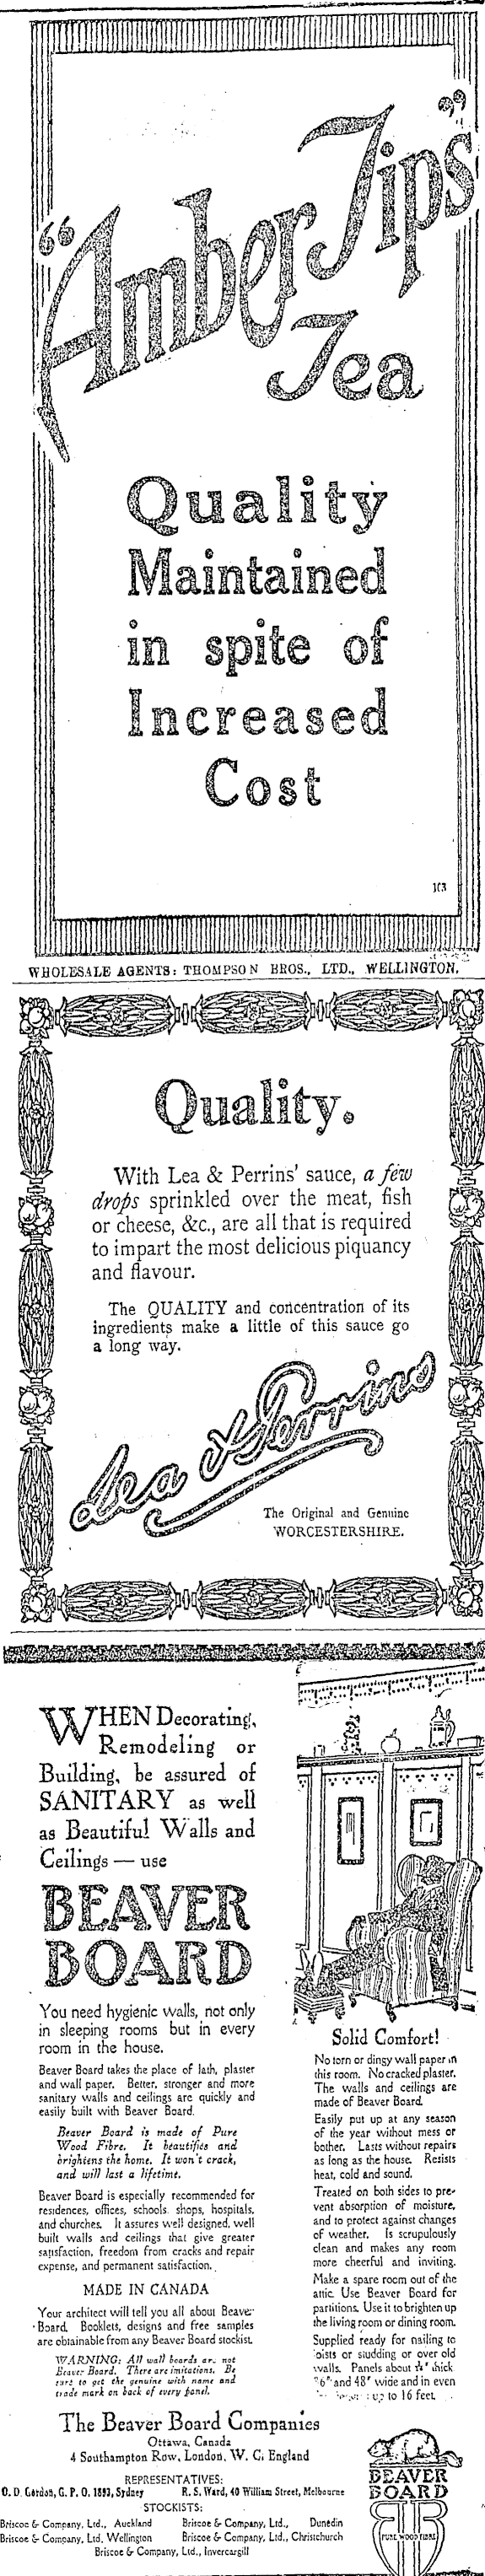 "Amber Tips"
Tea
Quality
Maintained
in spite of
Increased
Cost
103
WHOLESALE AGENTS: THOMPSON BROS., LTD., WELLINGTON.
Quality.
With Lea & Perrins' sauce, a few
drops sprinkled over the meat, fish
or cheese, &c., are all that is required
to impart the most delicious piquancy
and flavour.
The QUALITY and concentration of its
ingredients make a little of this sauce go
a long way.
Lea & Perrins
The Original and Genuine
WORCESTERSHIRE.
WHEN Decorating,
Remodeling or
Building, be assured of
SANITARY as well
as Beautiful Walls and
Ceilings — use
BEAVER
BOARD
You need hygienic walls, not only
in sleeping rooms but in every
room in the house.
Beaver Board takes the place of lath, plaster
and wall paper. Better, stronger and more
sanitary walls and ceilings are quickly and
easily built with Beaver Board.
Beaver Board is made of Pure
Wood Fibre. It beautifies and
brightens the home. It won't crack,
and will last a lifetime.
Beaver Board is especially recommended for
residences, offices, schools, shops, hospitals,
and churches. It assures well designed, well
built walls and ceilings that give greater
satisfaction, freedom from cracks and repair
expense, and permanent satisfaction.
MADE IN CANADA
Your architect will tell you all about Beaver
Board. Booklets, designs and free samples
are obtainable from any Beaver Board stockist.
WARNING: All wall boards are not
Beaver Board. There are imitations. Be
sure to get the genuine with name and
trade mark on back of every panel.
Solid Comfort!
No torn or dingy wall paper in
this room. No cracked plaster.
The walls and ceilings are
made of Beaver Board.
Easily put up at any season
of the year without mess or
bother. Lasts without repairs
as long as the house. Resists
heat, cold and sound.
Treated on both sides to pre-
vent absorption of moisture,
and to protect against changes
of weather. Is scrupulously
clean and makes any room
more cheerful and inviting.
Make a spare room out of the
attic. Use Beaver Board for
partitions. Use it to brighten up
the living room or dining room.
Supplied ready for nailing to
joists or studding or over old
walls. Panels about thick
and 48" wide and in even
up to 16 feet.
The Beaver Board Companies
Ottawa, Canada
4 Southampton Row, London, W. C. England
REPRESENTATIVES:
O. D. Gordon, G. P. O. 1893, Sydney R. S. Ward, 40 William Street, Melbourne
STOCKISTS:
Briscoe & Company, Ltd., Auckland Briscoe & Company, Ltd., Dunedin
Briscoe & Company, Ltd. Wellington Briscoe & Company, Ltd., Christchurch
Briscoe & Company, Ltd., Invercargill
BEAVER
BOARD
PURE WOOD FIBRE